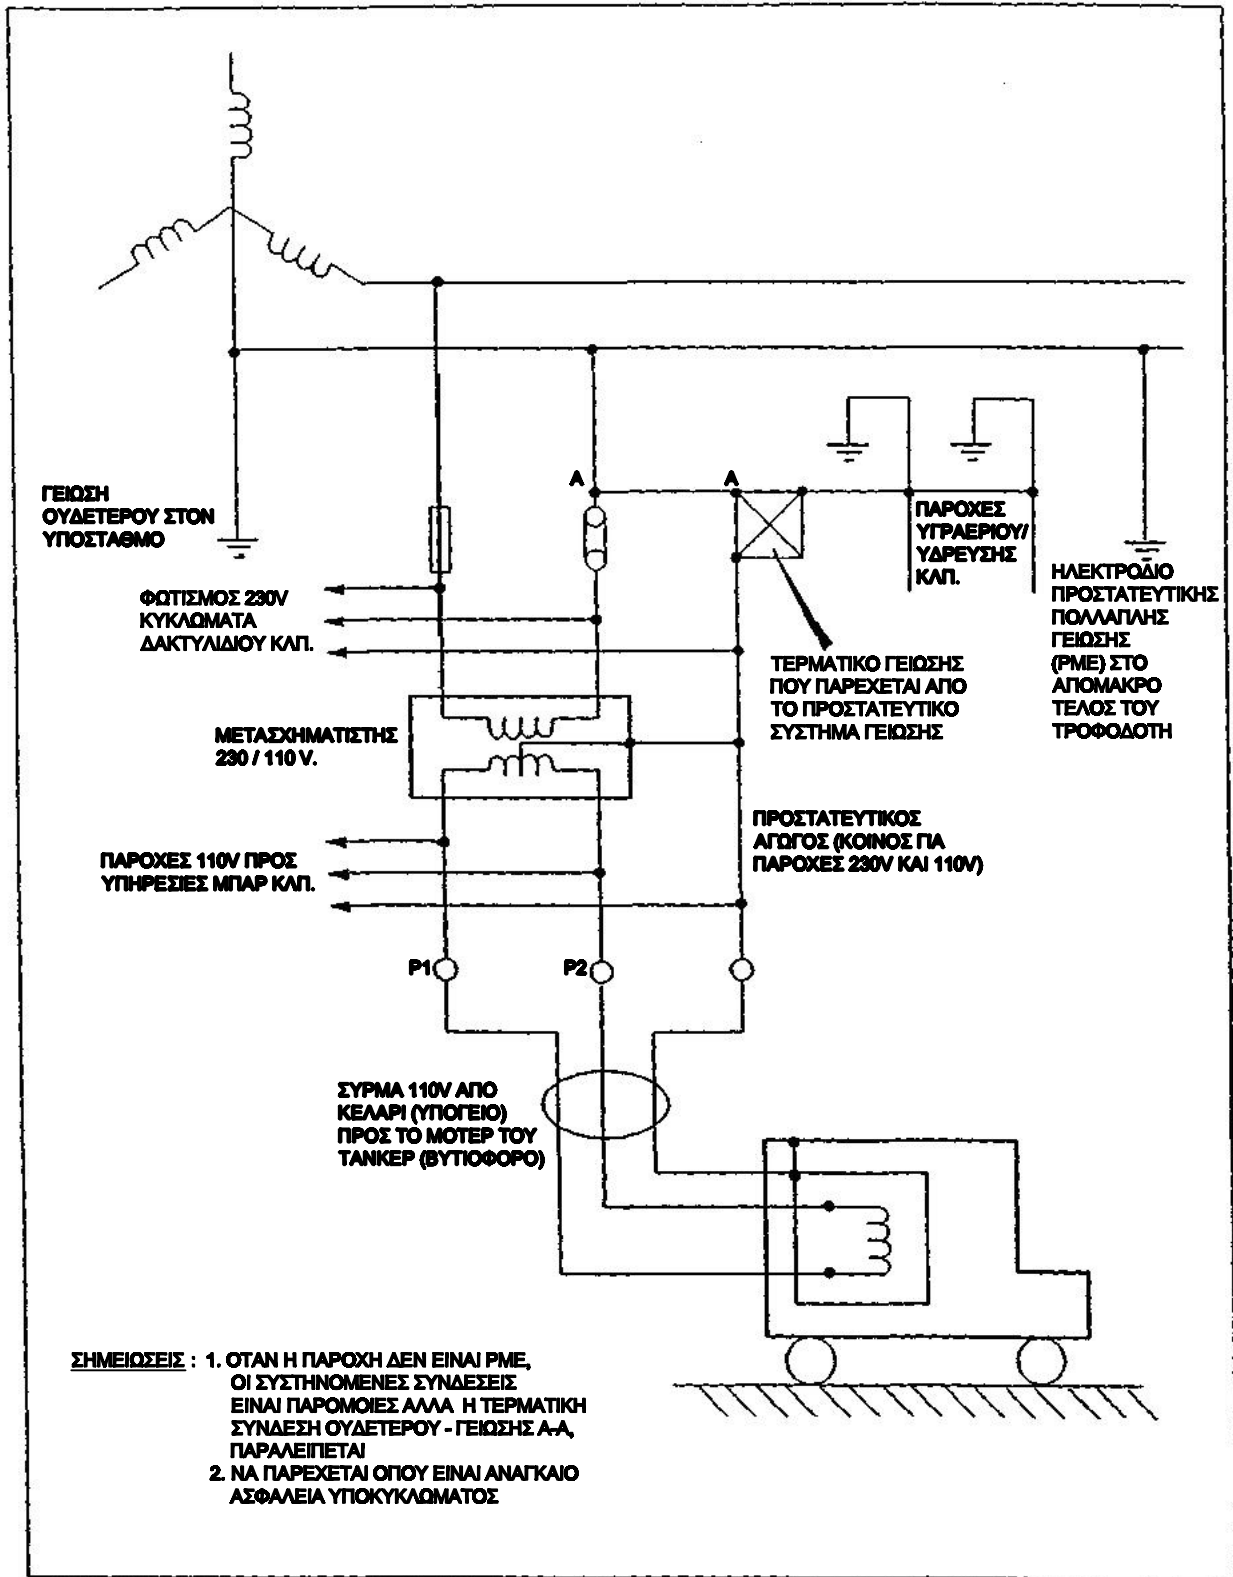 ΓΕΙΩΣΗ
ΟΥΔΕΤΕΡΟΥ ΣΤΟΝ
ΥΠΟΣΤΑΘΜΟ
A
A
ΠΑΡΟΧΕΣ
ΥΓΡΑΕΡΙΟΥ/
ΥΔΡΕΥΣΗΣ
ΚΛΠ.
ΗΛΕΚΤΡΟΔΙΟ
ΠΡΟΣΤΑΤΕΥΤΙΚΗΣ
ΠΟΛΛΑΠΛΗΣ
ΓΕΙΩΣΗΣ
(PME) ΣΤΟ
ΑΠΟΜΑΚΡΟ
ΤΕΛΟΣ ΤΟΥ
ΤΡΟΦΟΔΟΤΗ
ΦΩΤΙΣΜΟΣ 230V
ΚΥΚΛΩΜΑΤΑ
ΔΑΚΤΥΛΙΔΙΟΥ ΚΛΠ.
ΤΕΡΜΑΤΙΚΟ ΓΕΙΩΣΗΣ
ΠΟΥ ΠΑΡΕΧΕΤΑΙ ΑΠΟ
ΤΟ ΠΡΟΣΤΑΤΕΥΤΙΚΟ
ΣΥΣΤΗΜΑ ΓΕΙΩΣΗΣ
ΜΕΤΑΣΧΗΜΑΤΙΣΤΗΣ
230 / 110 V.
ΠΡΟΣΤΑΤΕΥΤΙΚΟΣ
ΑΓΩΓΟΣ (ΚΟΙΝΟΣ ΓΙΑ
ΠΑΡΟΧΕΣ 230V ΚΑΙ 110V)
ΠΑΡΟΧΕΣ 110V ΠΡΟΣ
ΥΠΗΡΕΣΙΕΣ ΜΠΑΡ ΚΛΠ.
P1
P2
ΣΥΡΜΑ 110V ΑΠΟ
ΚΕΛΑΡΙ (ΥΠΟΓΕΙΟ)
ΠΡΟΣ ΤΟ ΜΟΤΕΡ ΤΟΥ
ΤΑΝΚΕΡ (ΒΥΤΙΟΦΟΡΟ)
ΣΗΜΕΙΩΣΕΙΣ : 1. ΟΤΑΝ Η ΠΑΡΟΧΗ ΔΕΝ ΕΙΝΑΙ PME,
ΟΙ ΣΥΣΤΗΝΟΜΕΝΕΣ ΣΥΝΔΕΣΕΙΣ
ΕΙΝΑΙ ΠΑΡΟΜΟΙΕΣ ΑΛΛΑ Η ΤΕΡΜΑΤΙΚΗ
ΣΥΝΔΕΣΗ ΟΥΔΕΤΕΡΟΥ - ΓΕΙΩΣΗΣ Α-Α,
ΠΑΡΑΛΕΙΠΕΤΑΙ
2. ΝΑ ΠΑΡΕΧΕΤΑΙ ΟΠΟΥ ΕΙΝΑΙ ΑΝΑΓΚΑΙΟ
ΑΣΦΑΛΕΙΑ ΥΠΟΚΥΚΛΩΜΑΤΟΣ